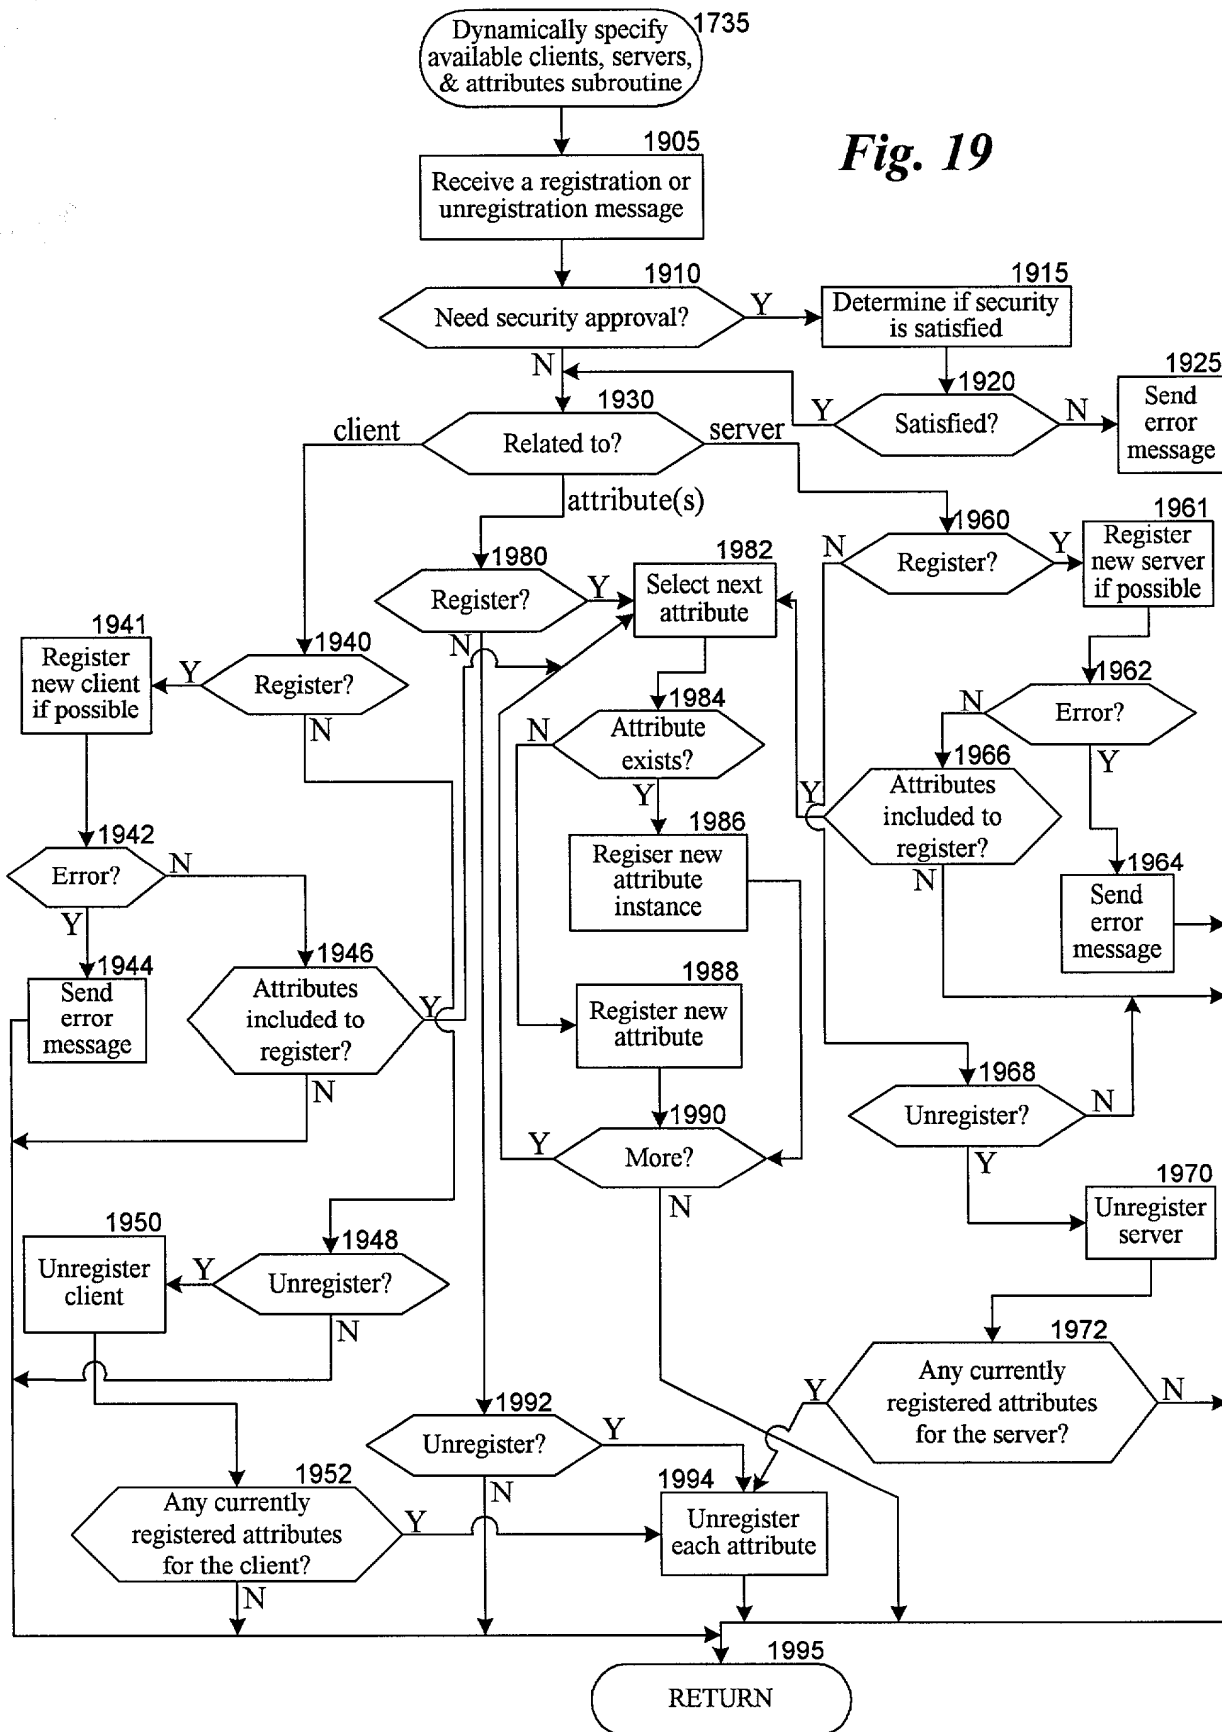 Dynamically specify
available clients, servers,
& attributes subroutine
1735
Fig. 19
1905
Receive a registration or
unregistration message
1910
Need security approval?
Y
N
1915
Determine if security
is satisfied
1920
Satisfied?
Y
N
1925
Send
error
message
1930
Related to?
client
server
attribute(s)
1960
Register?
N
Y
1961
Register
new server
if possible
1980
Register?
Y
N
1982
Select next
attribute
1941
Register
new client
if possible
1940
Register?
Y
N
1984
Attribute
exists?
N
Y
1962
Error?
N
Y
1966
Attributes
included to
register?
Y
N
1986
Regiser new
attribute
instance
1942
Error?
N
Y
1964
Send
error
message
1944
Send
error
message
1946
Attributes
included to
register?
Y
N
1988
Register new
attribute
1968
Unregister?
N
Y
1990
More?
Y
N
1970
Unregister
server
1950
Unregister
client
1948
Unregister?
Y
N
1972
Any currently
registered attributes
for the server?
Y
N
1992
Unregister?
Y
N
1952
Any currently
registered attributes
for the client?
Y
N
1994
Unregister
each attribute
1995
RETURN